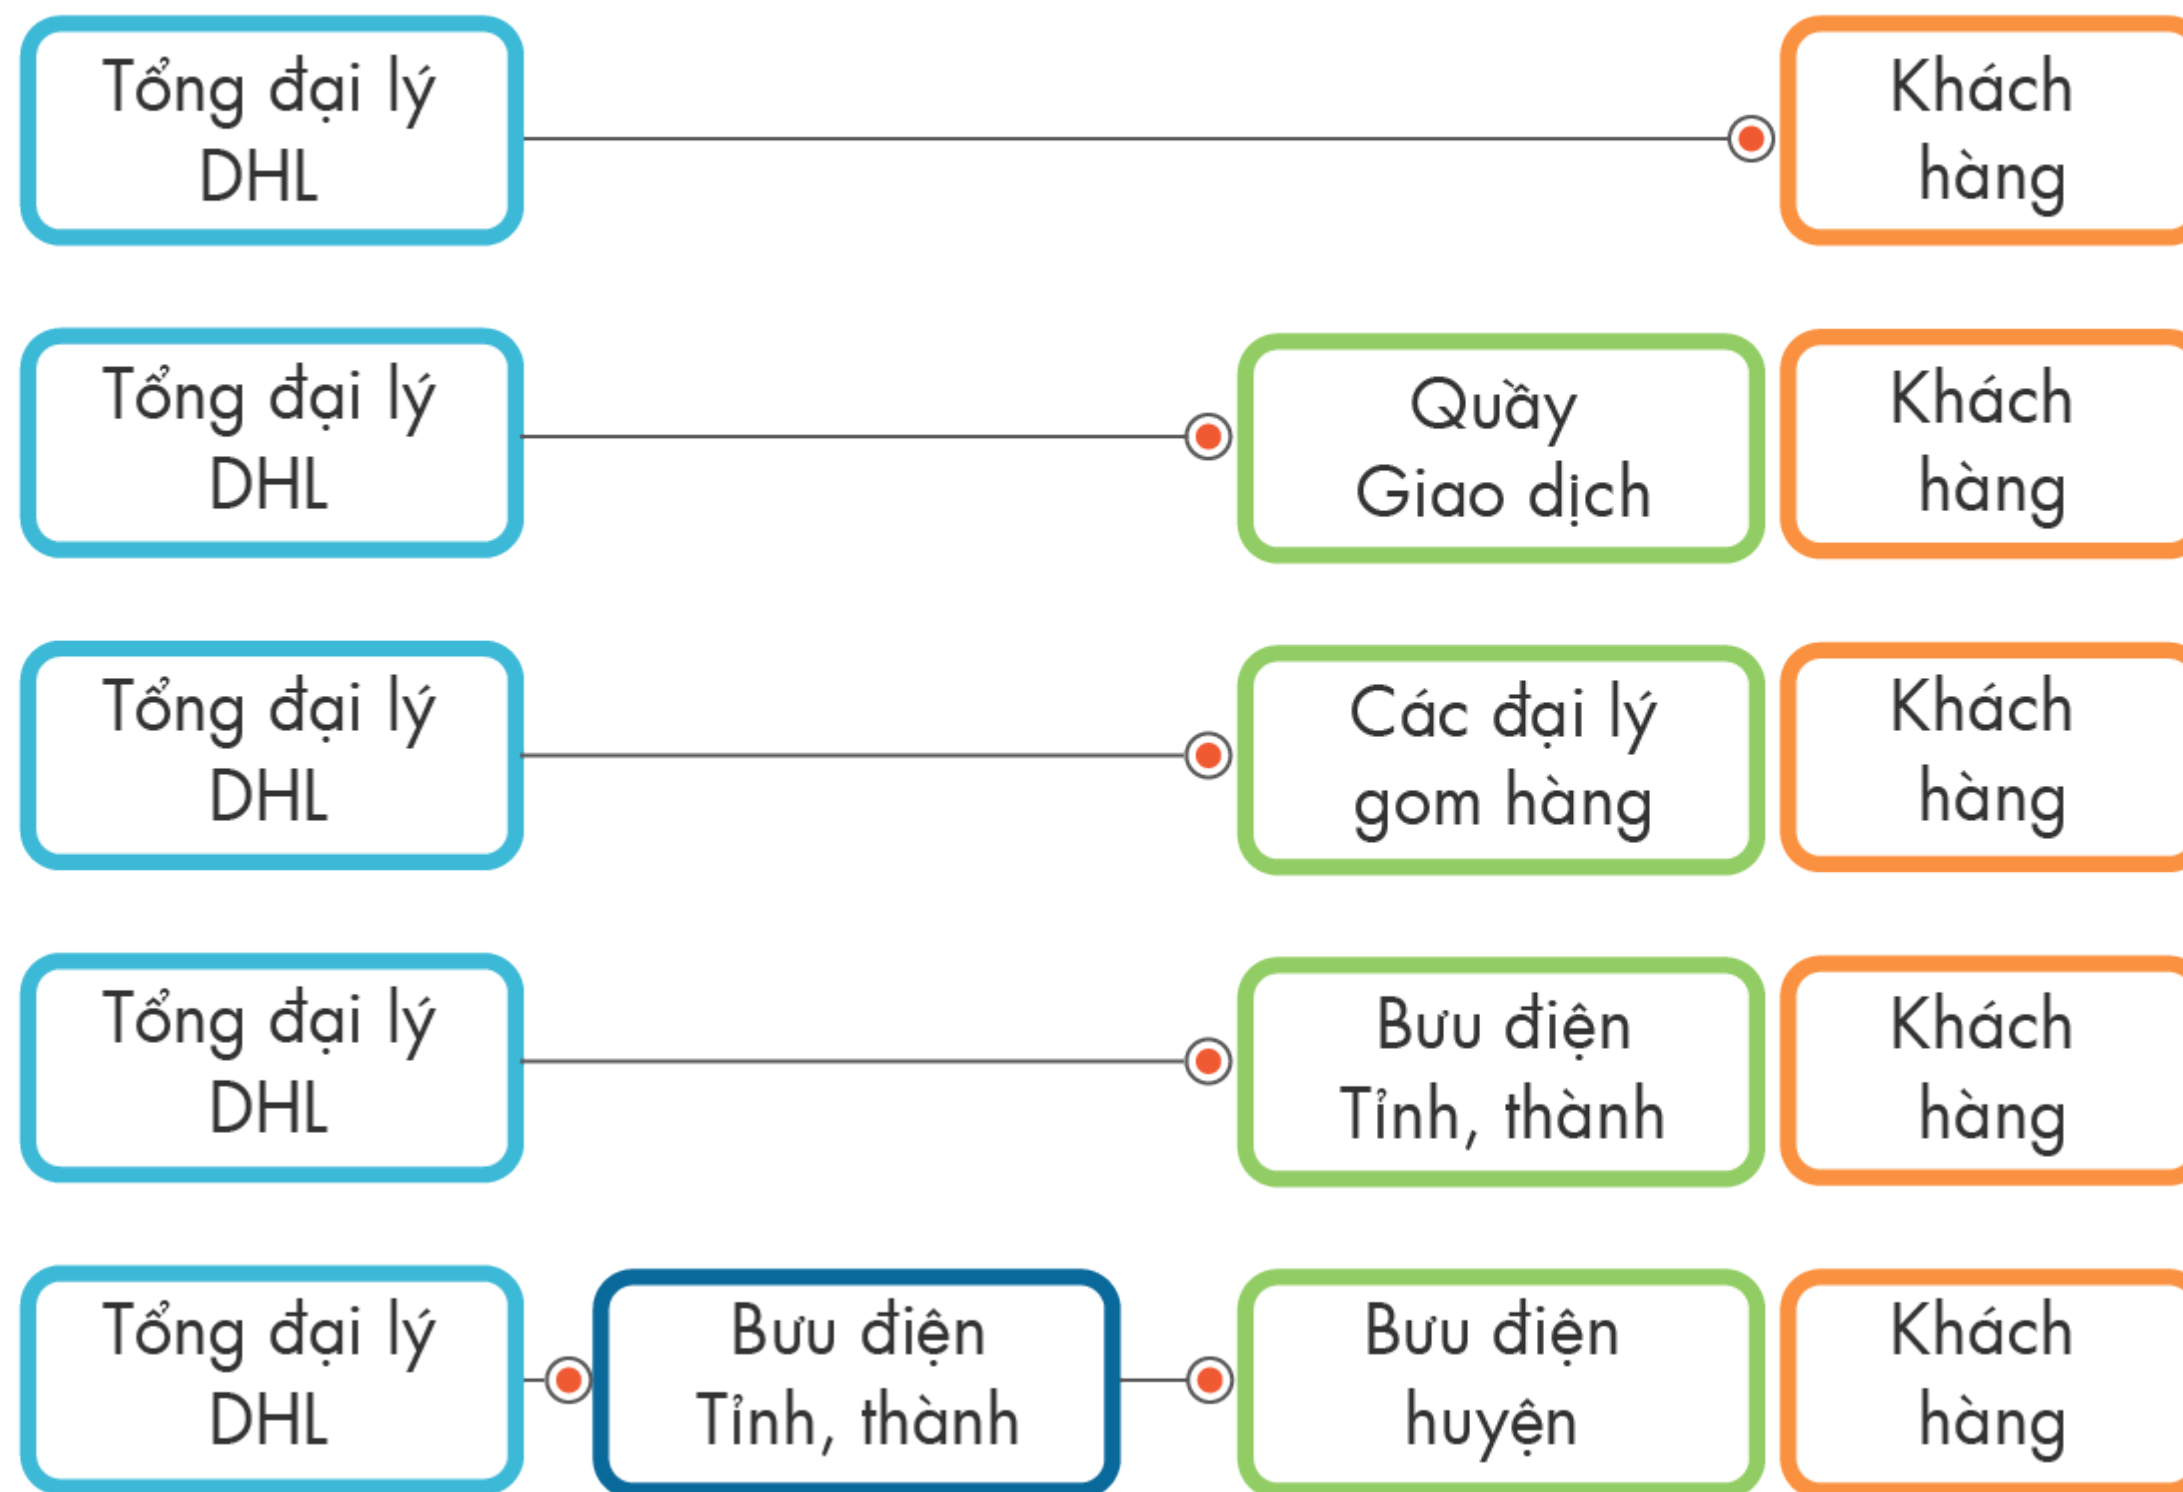 Tổng đại lý
DHL
Khách
hàng
Tổng đại lý
DHL
Quầy
Giao dịch
Khách
hàng
Tổng đại lý
DHL
Các đại lý
gom hàng
Khách
hàng
Tổng đại lý
DHL
Bưu điện
Tỉnh, thành
Khách
hàng
Tổng đại lý
DHL
Bưu điện
Tỉnh, thành
Bưu điện
huyện
Khách
hàng